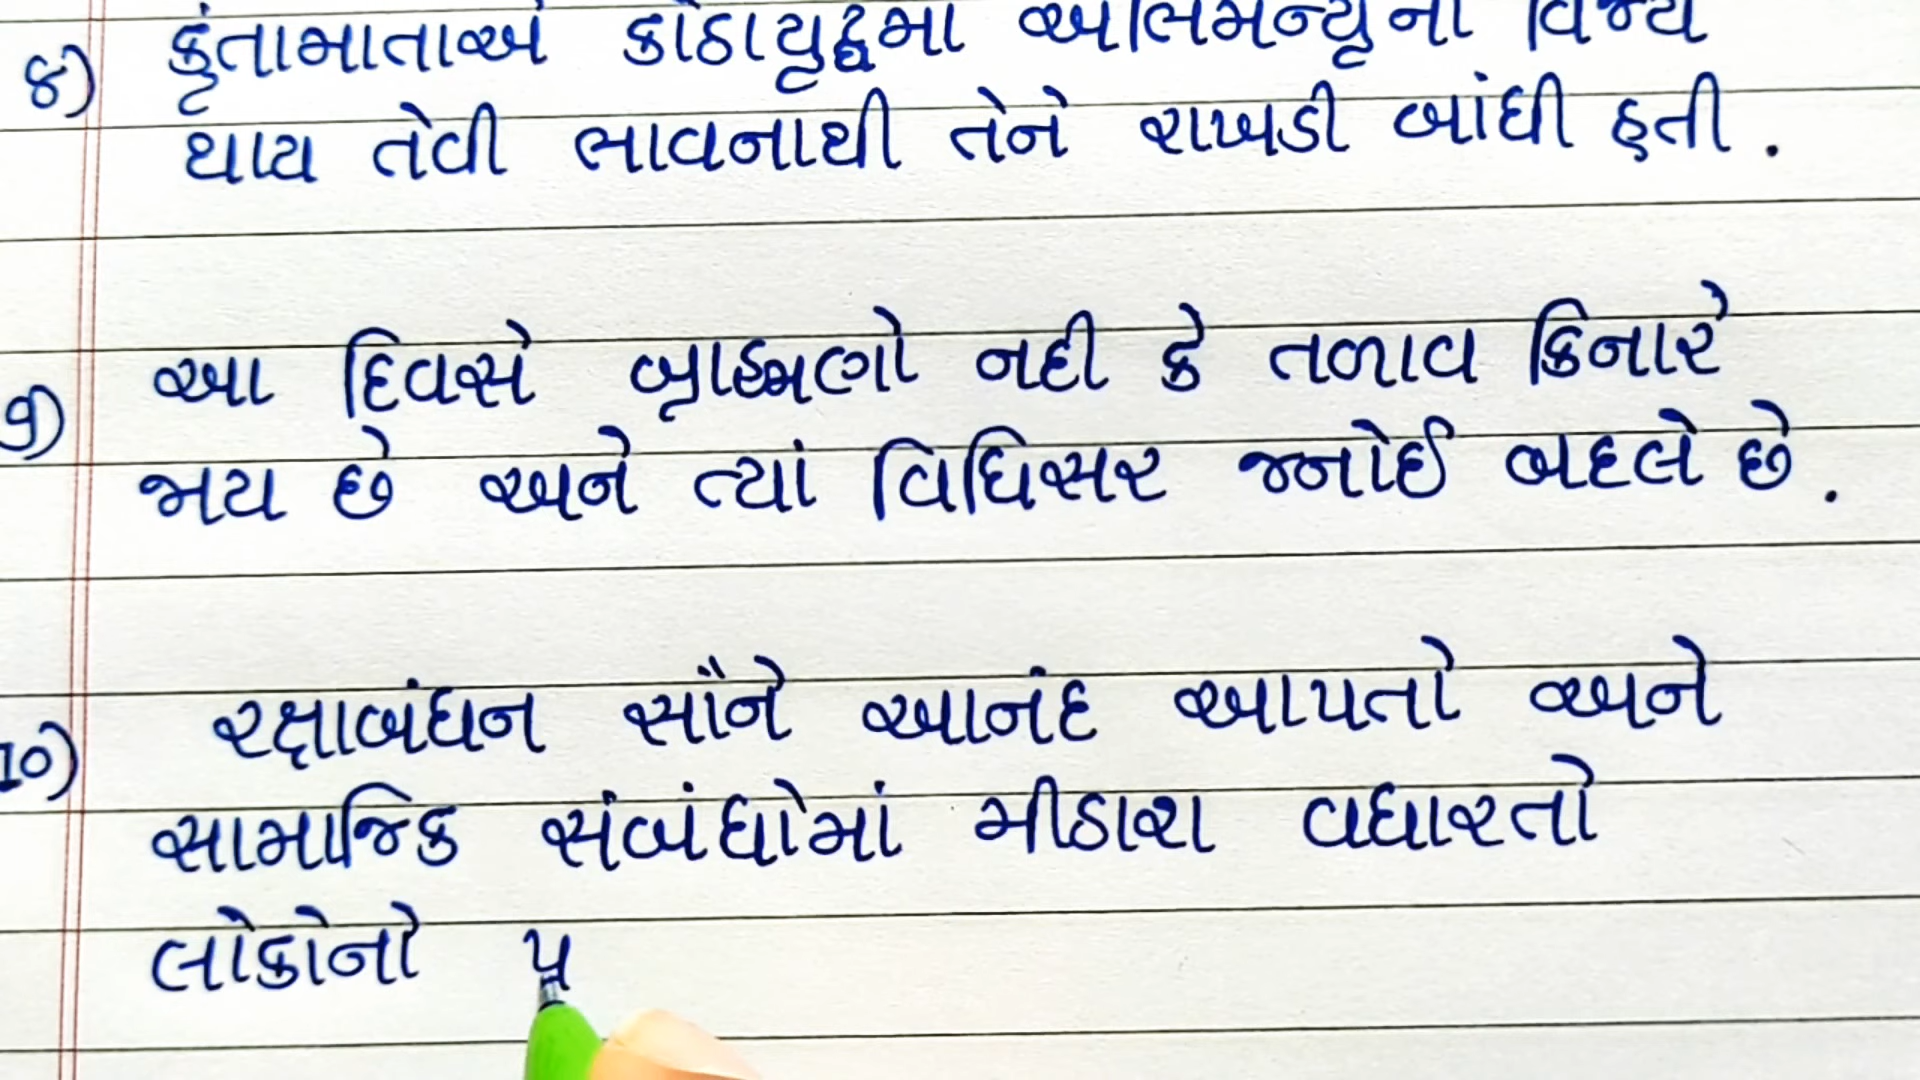 8) કુંતામાતાએ કોઠાયુદ્ધમાં અભિમન્યુનો વિજય
થાય તેવી ભાવનાથી તેને રાખડી બાંધી હતી.
9) આ દિવસે બ્રાહ્મણો નદી કે તળાવ કિનારે
જાય છે અને ત્યાં વિધિસર જનોઈ બદલે છે.
10) રક્ષાબંધન સૌને આનંદ આપતો અને
સામાજિક સંબંધોમાં મીઠાશ વધારતો
લોકોનો